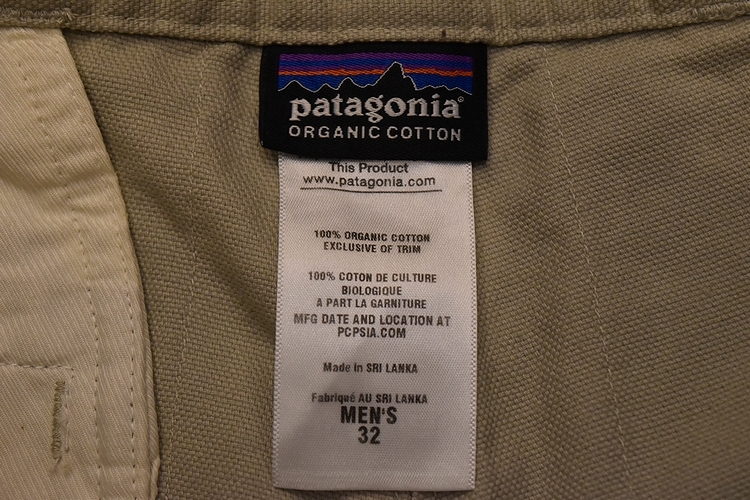 patagonia®
ORGANIC COTTON
This Product
www.patagonia.com
100% ORGANIC COTTON
EXCLUSIVE OF TRIM
100% COTON DE CULTURE
BIOLOGIQUE
A PART LA GARNITURE
MFG DATE AND LOCATION AT
PCPSIA.COM
Made in SRI LANKA
Fabriqué AU SRI LANKA
MEN'S
32